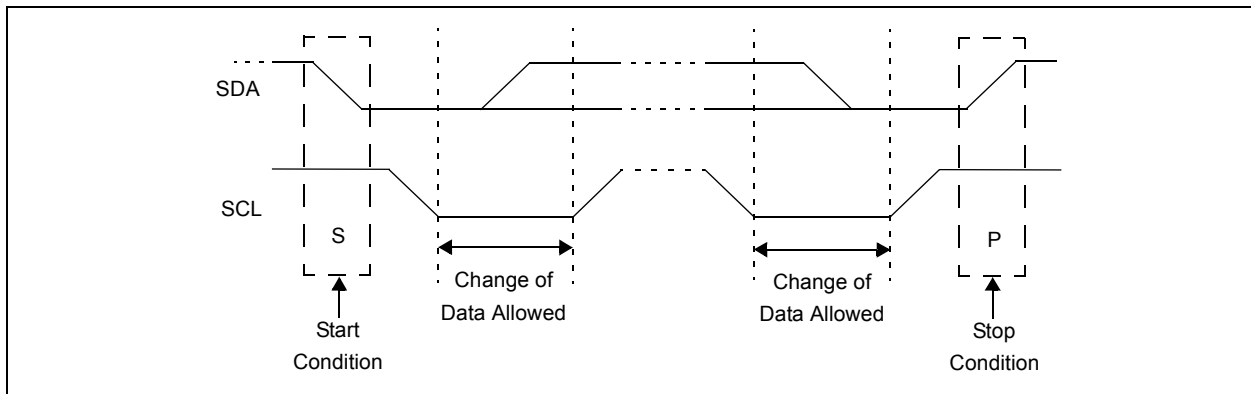 SDA
SCL
S
P
Change of
Data Allowed
Change of
Data Allowed
Start
Condition
Stop
Condition